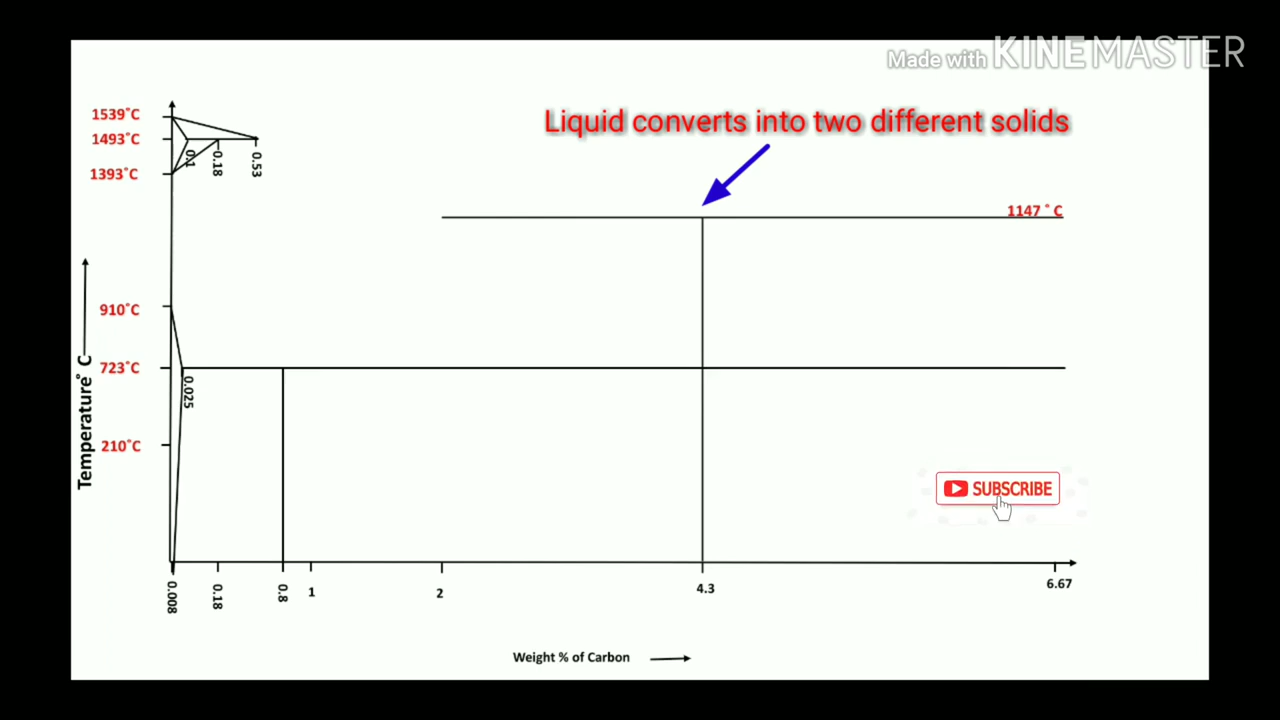 Made with KINEMASTER
Liquid converts into two different solids
1539°C
1493°C
1393°C
0.1
0.18
0.53
1147 ° C
910°C
723°C
0.025
210°C
Temperature° C
SUBSCRIBE
0.008
0.18
0.8
1
2
4.3
6.67
Weight % of Carbon